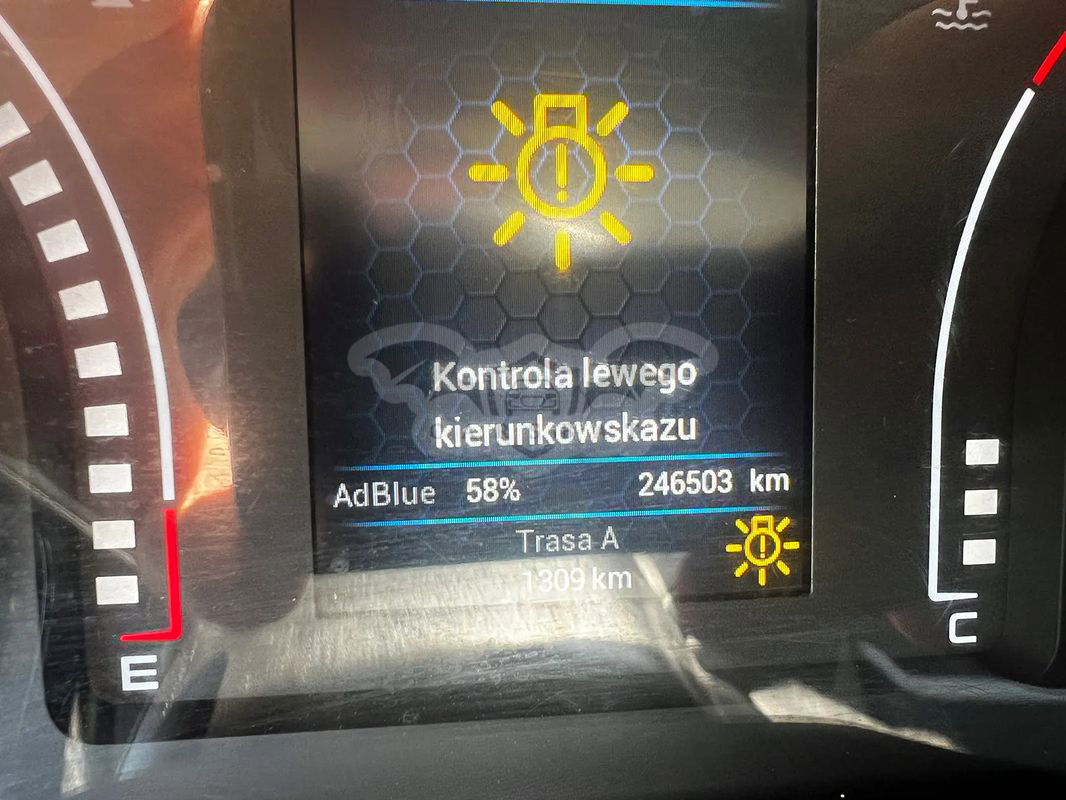 Kontrola lewego
kierunkowskazu
AdBlue 58% 246503 km
Trasa A
1309 km
E
C